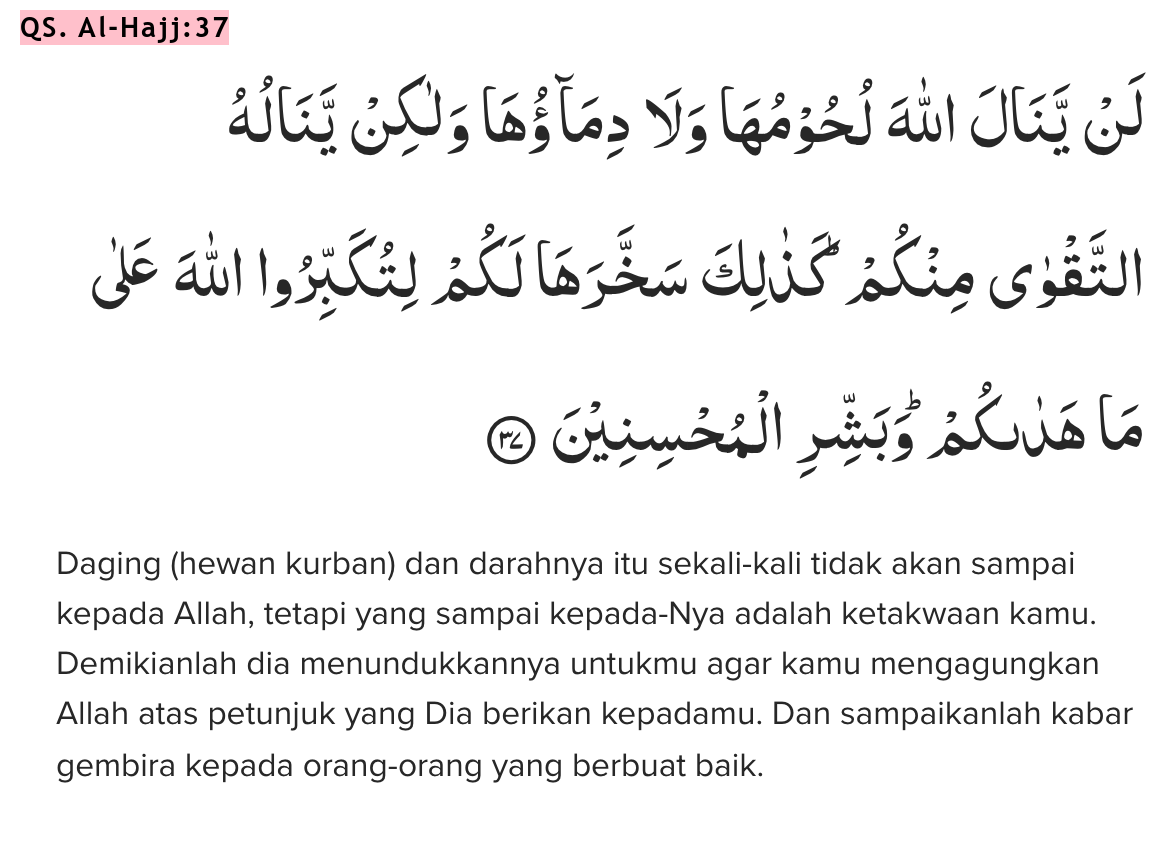 QS. Al-Hajj:37
لَنْ يَّنَالَ اللّٰهَ لُحُوْمُهَا وَلَا دِمَاۤؤُهَا وَلٰكِنْ يَّنَالُهُ
التَّقْوٰى مِنْكُمْۗ كَذٰلِكَ سَخَّرَهَا لَكُمْ لِتُكَبِّرُوا اللّٰهَ عَلٰى
مَا هَدٰىكُمْ ۗ وَبَشِّرِ الْمُحْسِنِيْنَ ٣٧
Daging (hewan kurban) dan darahnya itu sekali-kali tidak akan sampai
kepada Allah, tetapi yang sampai kepada-Nya adalah ketakwaan kamu.
Demikianlah dia menundukkannya untukmu agar kamu mengagungkan
Allah atas petunjuk yang Dia berikan kepadamu. Dan sampaikanlah kabar
gembira kepada orang-orang yang berbuat baik.